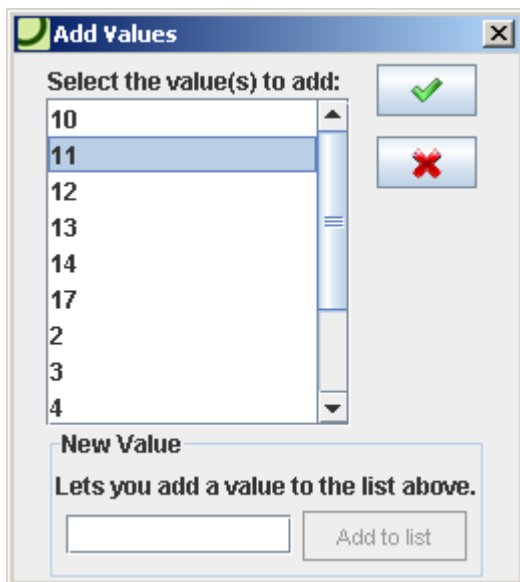 Add Values
Select the value(s) to add:
10
11
12
13
14
17
2
3
4
New Value
Lets you add a value to the list above.
Add to list